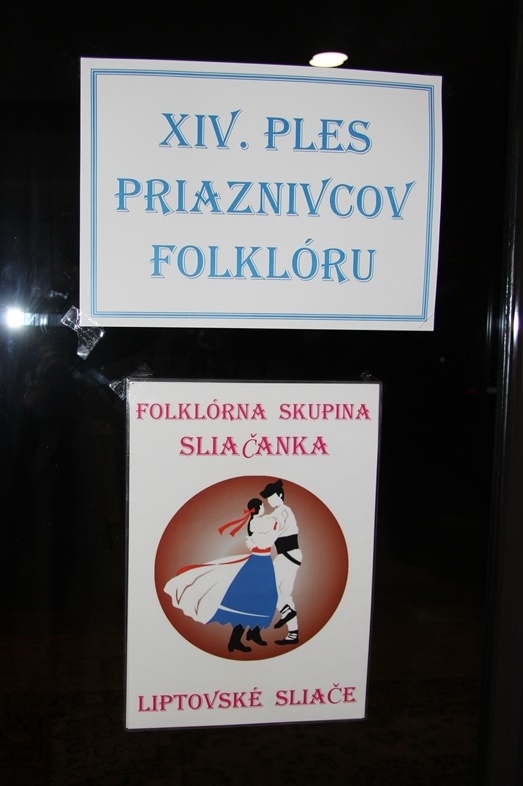 XIV. PLES
PRIAZNIVCOV
FOLKLÓRU
FOLKLÓRNA SKUPINA
SLIAČANKA
LIPTOVSKÉ SLIAČE